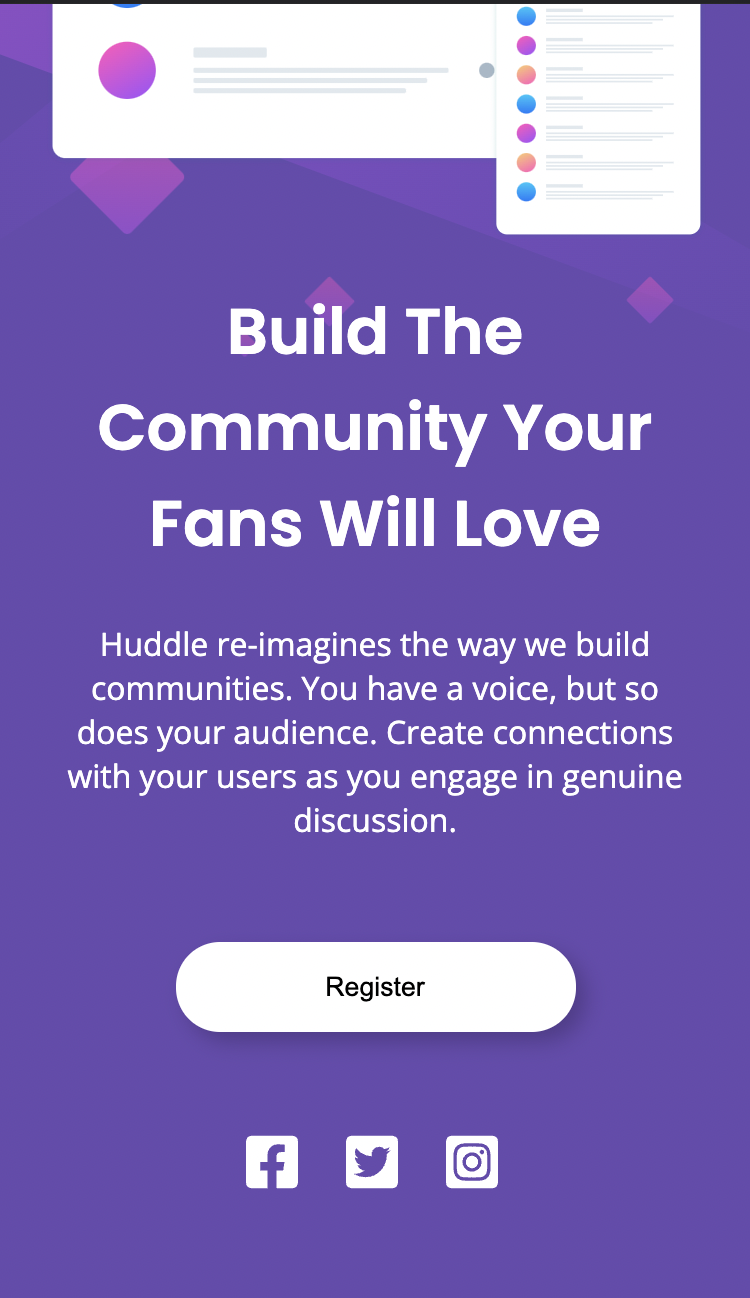 Build The
Community Your
Fans Will Love
Huddle re-imagines the way we build
communities. You have a voice, but so
does your audience. Create connections
with your users as you engage in genuine
discussion.
Register